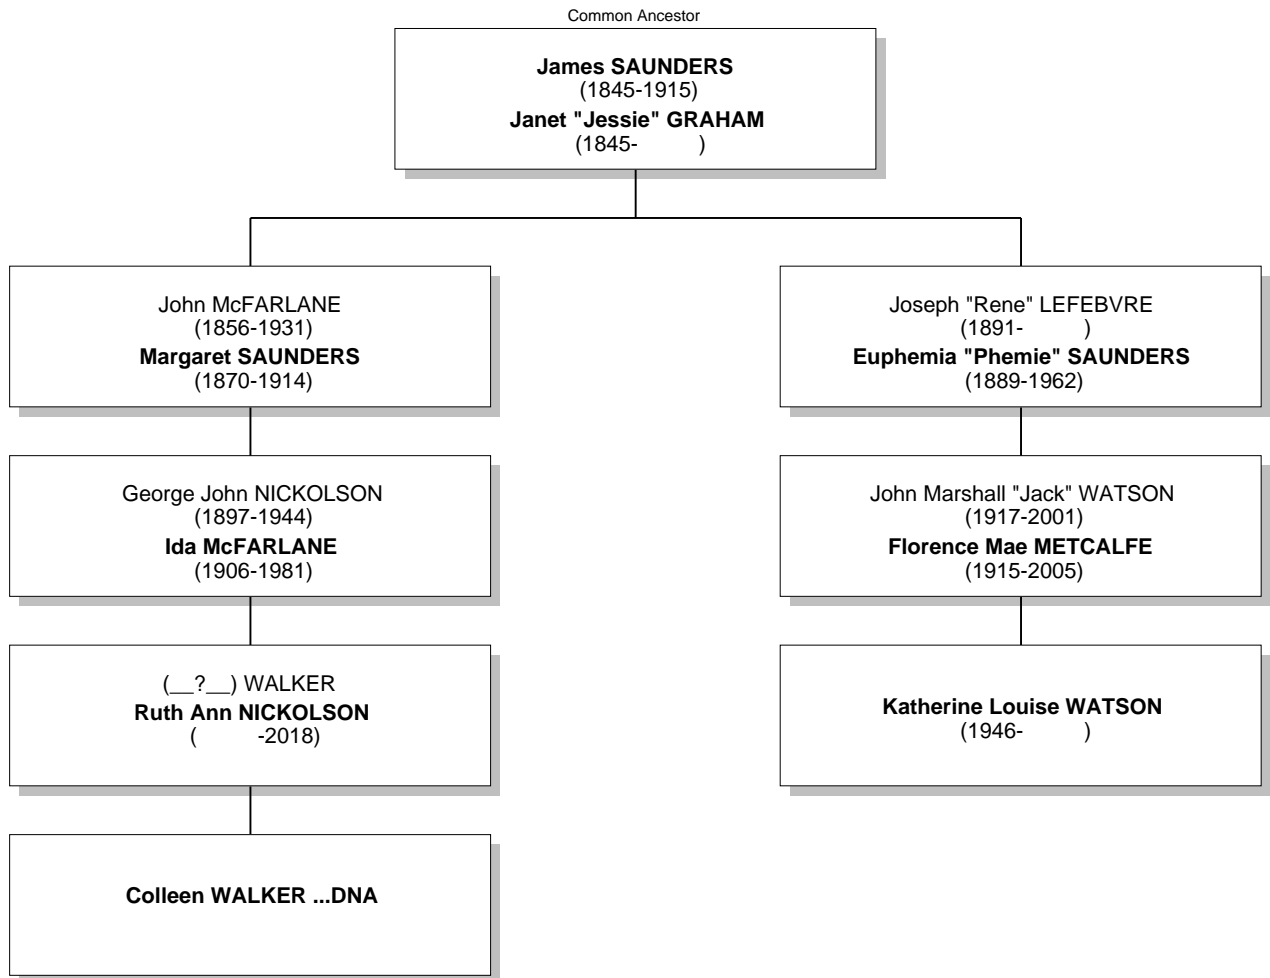 Common Ancestor
James SAUNDERS
(1845-1915)
Janet "Jessie" GRAHAM
(1845- )
John McFARLANE
(1856-1931)
Margaret SAUNDERS
(1870-1914)
Joseph "Rene" LEFEBVRE
(1891- )
Euphemia "Phemie" SAUNDERS
(1889-1962)
George John NICKOLSON
(1897-1944)
Ida McFARLANE
(1906-1981)
John Marshall "Jack" WATSON
(1917-2001)
Florence Mae METCALFE
(1915-2005)
(__?__) WALKER
Ruth Ann NICKOLSON
( -2018)
Katherine Louise WATSON
(1946- )
Colleen WALKER ...DNA